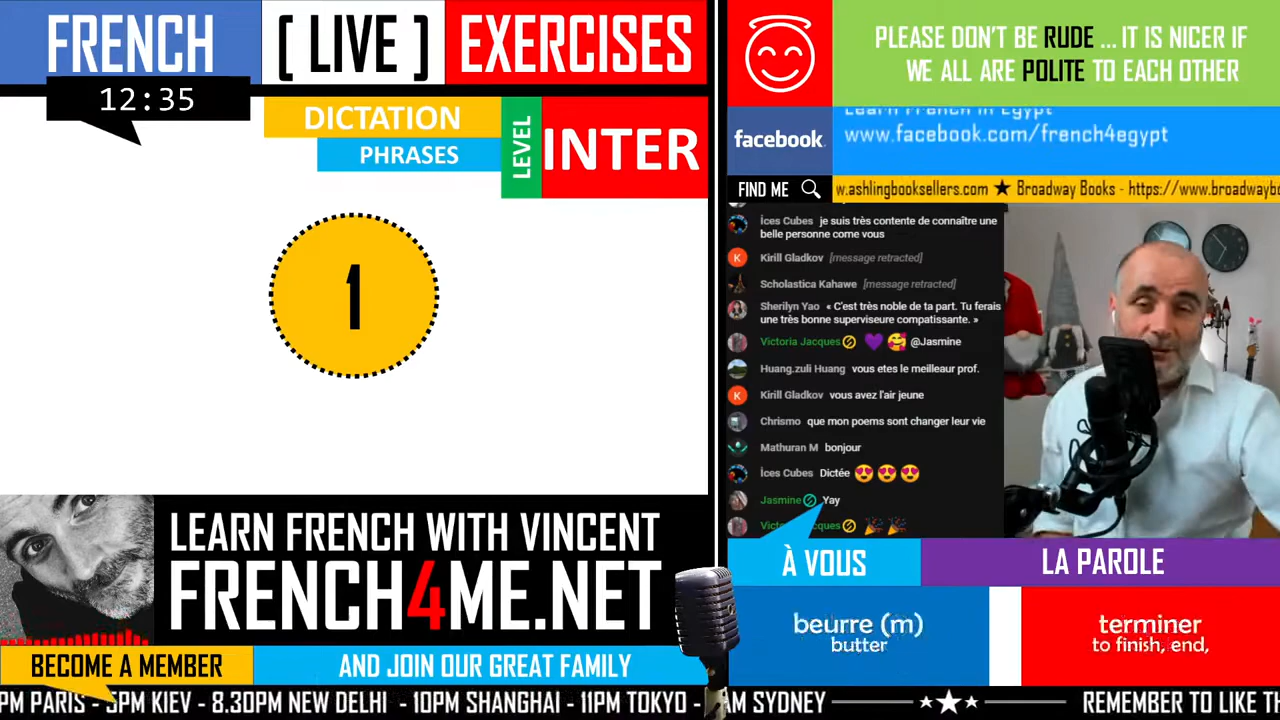 FRENCH
[ LIVE ]
EXERCISES
12:35
DICTATION
PHRASES
LEVEL
INTER
1
LEARN FRENCH WITH VINCENT
FRENCH4ME.NET
BECOME A MEMBER
AND JOIN OUR GREAT FAMILY
PLEASE DON'T BE RUDE ... IT IS NICER IF
WE ALL ARE POLITE TO EACH OTHER
facebook
Learn French in Egypt
www.facebook.com/french4egypt
FIND ME
w.ashlingbooksellers.com ★ Broadway Books - https://www.broadwaybo
İces Cubes je suis très contente de connaître une
belle personne come vous
Kirill Gladkov [message retracted]
Scholastica Kahawe [message retracted]
Sherilyn Yao « C'est très noble de ta part. Tu ferais
une très bonne superviseure compatissante. »
Victoria Jacques 💜 🥰 @Jasmine
Huang.zuli Huang vous etes le meilleaur prof.
Kirill Gladkov vous avez l'air jeune
Chrismo que mon poems sont changer leur vie
Mathuran M bonjour
İces Cubes Dictée 😍 😍 😍
Jasmine Yay
À VOUS
LA PAROLE
beurre (m)
butter
terminer
to finish, end,
PM PARIS - 5PM KIEV - 8.30PM NEW DELHI - 10PM SHANGHAI - 11PM TOKYO - AM SYDNEY ★ REMEMBER TO LIKE TH